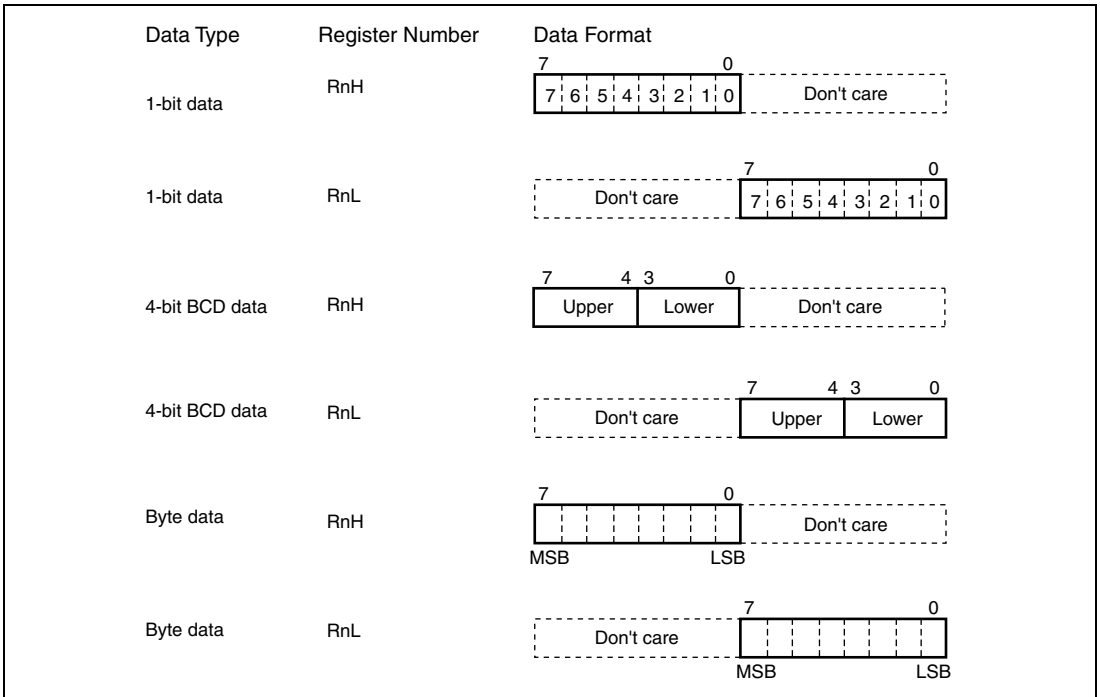 Data Type Register Number Data Format
7 0
1-bit data RnH 7 6 5 4 3 2 1 0 Don't care
7 0
1-bit data RnL Don't care 7 6 5 4 3 2 1 0
7 4 3 0
4-bit BCD data RnH Upper Lower Don't care
7 4 3 0
4-bit BCD data RnL Don't care Upper Lower
7 0
Byte data RnH Don't care
MSB LSB
7 0
Byte data RnL Don't care
MSB LSB